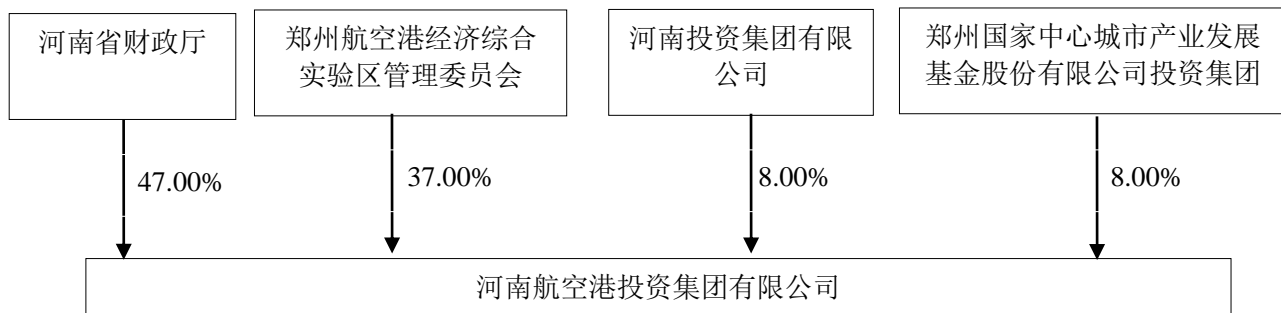 河南省财政厅
郑州航空港经济综合
实验区管理委员会
河南投资集团有限
公司
郑州国家中心城市产业发展
基金股份有限公司投资集团
47.00%
37.00%
8.00%
8.00%
河南航空港投资集团有限公司